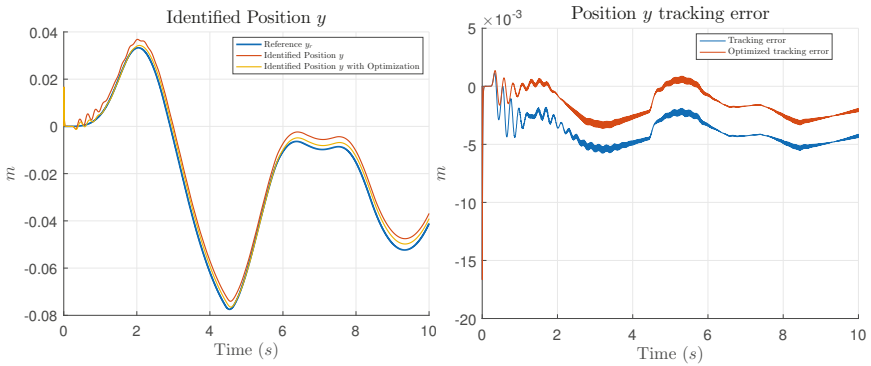 Identified Position y
Reference yᵣ
Identified Position y
Identified Position y with Optimization
0.04
0.02
0
-0.02
-0.04
-0.06
-0.08
m
0
2
4
6
8
10
Time (s)
Position y tracking error
×10⁻³
Tracking error
Optimized tracking error
5
0
-5
-10
-15
-20
m
0
2
4
6
8
10
Time (s)